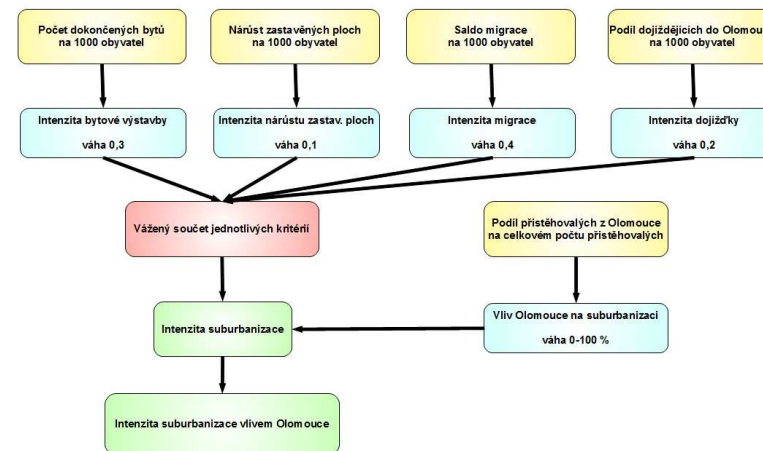 Počet dokončených bytů
na 1000 obyvatel
Nárůst zastavěných ploch
na 1000 obyvatel
Saldo migrace
na 1000 obyvatel
Podíl dojíždějících do Olomou
na 1000 obyvatel
Intenzita bytové výstavby
váha 0,3
Intenzita nárůstu zastav. ploch
váha 0,1
Intenzita migrace
váha 0,4
Intenzita dojížďky
váha 0,2
Vážený součet jednotlivých kritérií
Podíl přistěhovalých z Olomouce
na celkovém počtu přistěhovalých
Intenzita suburbanizace
Vliv Olomouce na suburbanizaci
váha 0-100 %
Intenzita suburbanizace vlivem Olomouce